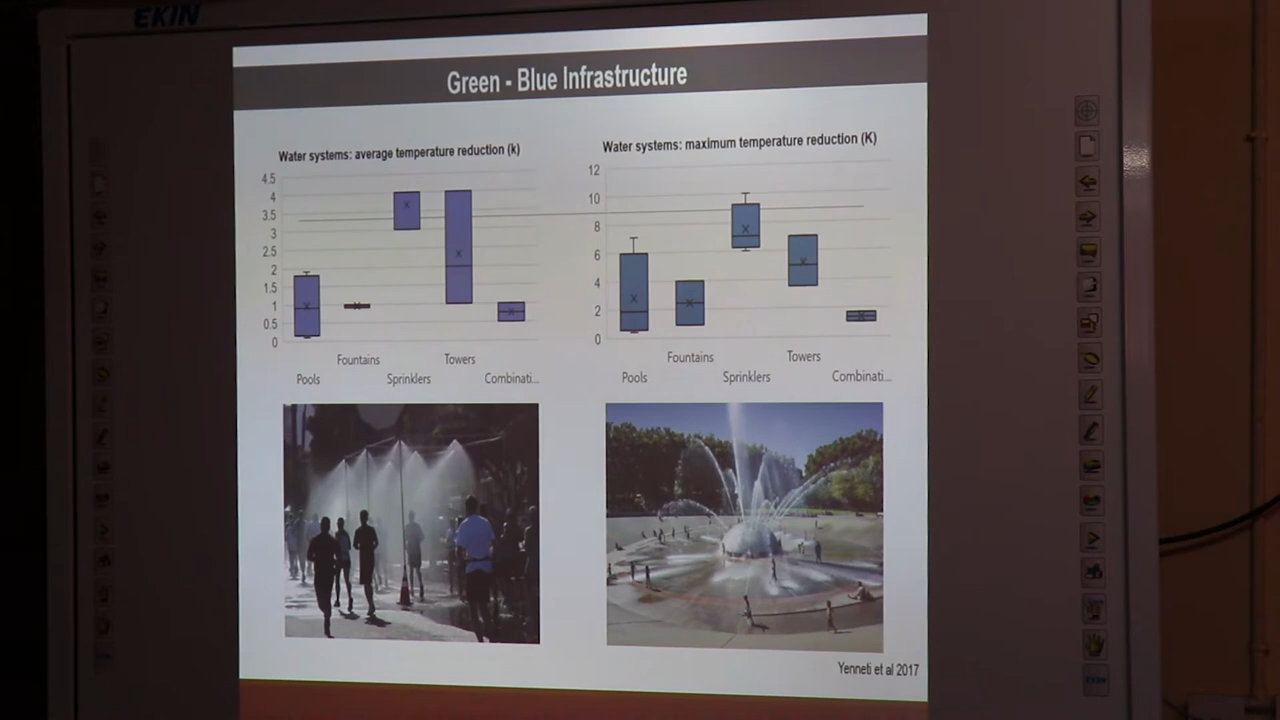 EKIN
Green - Blue Infrastructure
Water systems: average temperature reduction (k)
4.5
4
3.5
3
2.5
2
1.5
1
0.5
0
Fountains
Towers
Pools
Sprinklers
Combinati...
Water systems: maximum temperature reduction (K)
12
10
8
6
4
2
0
Fountains
Towers
Pools
Sprinklers
Combinati...
Yenneti et al 2017